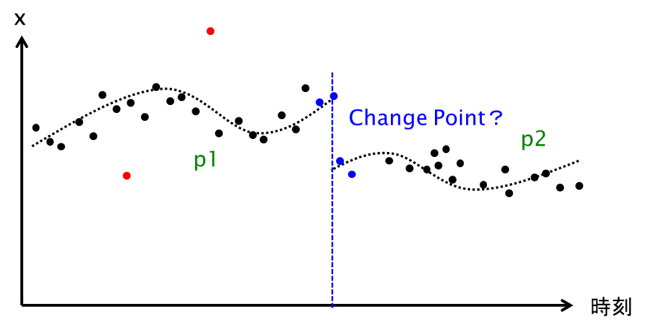 x
Change Point？
p1
p2
時刻